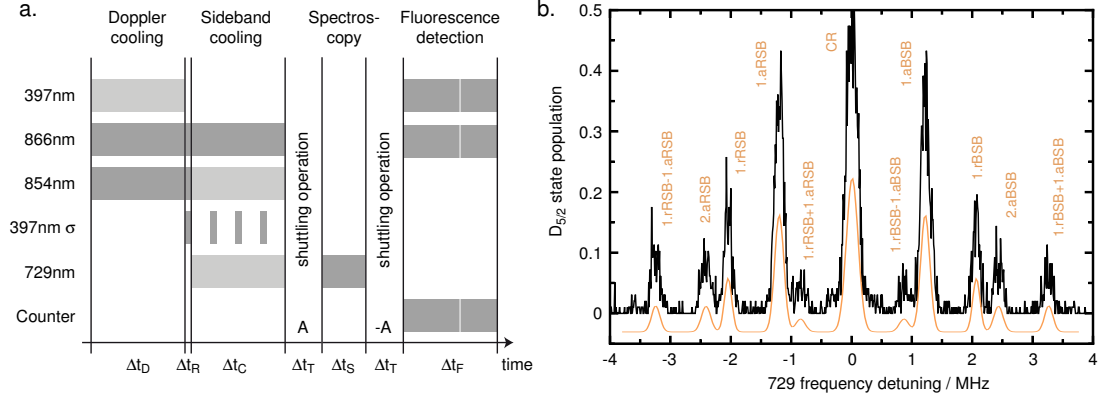 a.
Doppler
cooling
Sideband
cooling
Spectros-
copy
Fluorescence
detection
397nm
866nm
854nm
397nm σ
729nm
Counter
shuttling operation
shuttling operation
A
-A
Δt_D
Δt_R
Δt_C
Δt_T
Δt_S
Δt_T
Δt_F
time
b.
D_5/2 state population
0.5
0.4
0.3
0.2
0.1
0
1.rRSB-1.aRSB
2.aRSB
1.rRSB
1.aRSB
1.rRSB+1.aRSB
CR
1.rBSB-1.aBSB
1.aBSB
1.rBSB
2.aBSB
1.rBSB+1.aBSB
-4
-3
-2
-1
0
1
2
3
4
729 frequency detuning / MHz